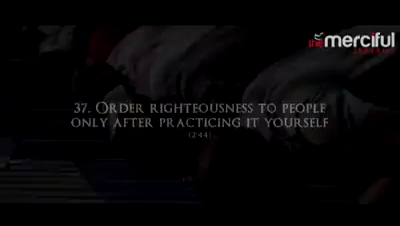 merciful
37. Order righteousness to people
only after practicing it yourself
(2:44)